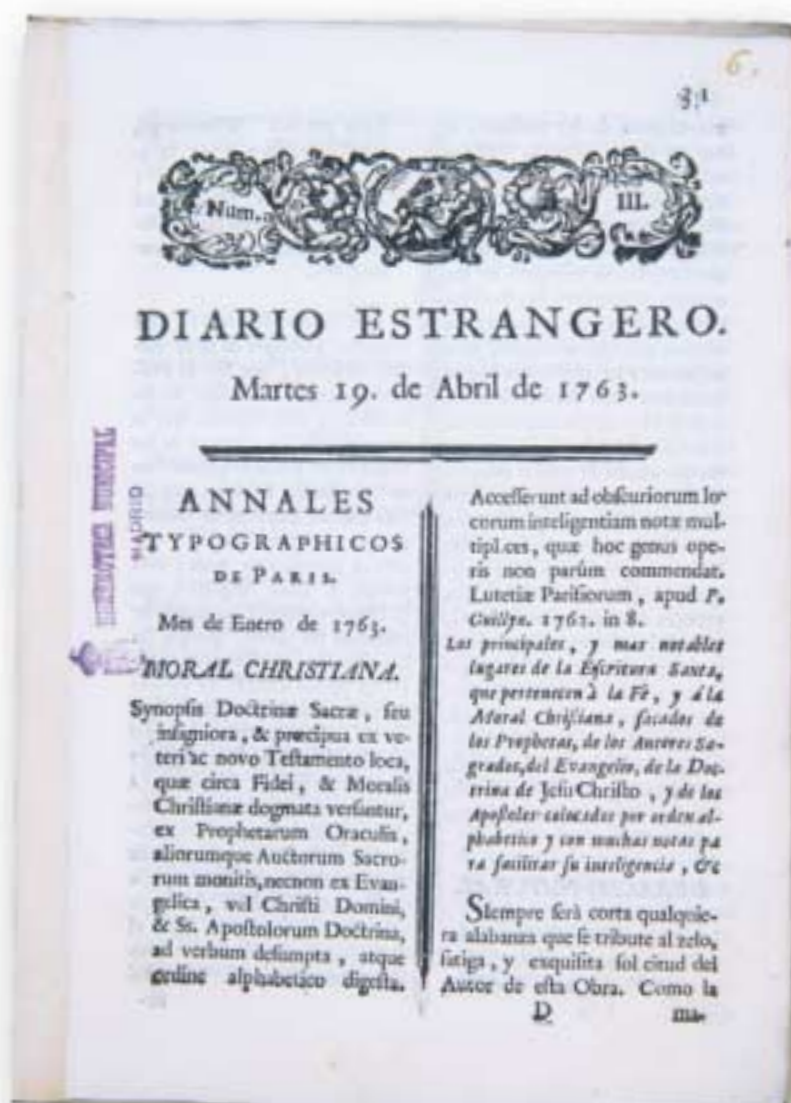 6.
Num.
III.
DIARIO ESTRANGERO.
Martes 19. de Abril de 1763.
HEMEROTECA MUNICIPAL
MADRID
ANNALES
TYPOGRAPHICOS
DE PARIS.
Mes de Enero de 1763.
MORAL CHRISTIANA.
Synopsis Doctrinæ Sacræ, seu
insigniora, & præcipua ex ve-
teri ac novo Testamento loca,
quæ circa Fidei, & Moralis
Christianæ dogmata versantur,
ex Prophetarum Oraculis,
aliorumque Auctorum Sacro-
rum monitis, necnon ex Evan-
gelica, vel Christi Domini,
& Ss. Apostolorum Doctrina,
ad verbum desumpta, atque
ordine alphabetico digesta.
Accesserunt ad obscuriorum lo-
corum inteligentiam notæ mul-
tiplices, quæ hoc genus ope-
ris non parùm commendat.
Lutetiæ Parisiorum, apud P.
in 8.
Los principales, y mas notables
lugares de la Escritura Santa,
que pertenecen à la Fè, y à la
Moral Christiana, sacados de
los Prophetas, de los Autores Sa-
grados, del Evangelio, de la Doc-
trina de Jesu Christo, y de los
Apostoles colocados por orden al-
phabetico y con muchas notas pa
ra facilitar su inteligencia, &c
SIempre serà corta qualquie-
ra alabanza que se tribute al zelo,
fatiga, y exquisita sol citud del
Autor de esta Obra. Como la
D
ma-